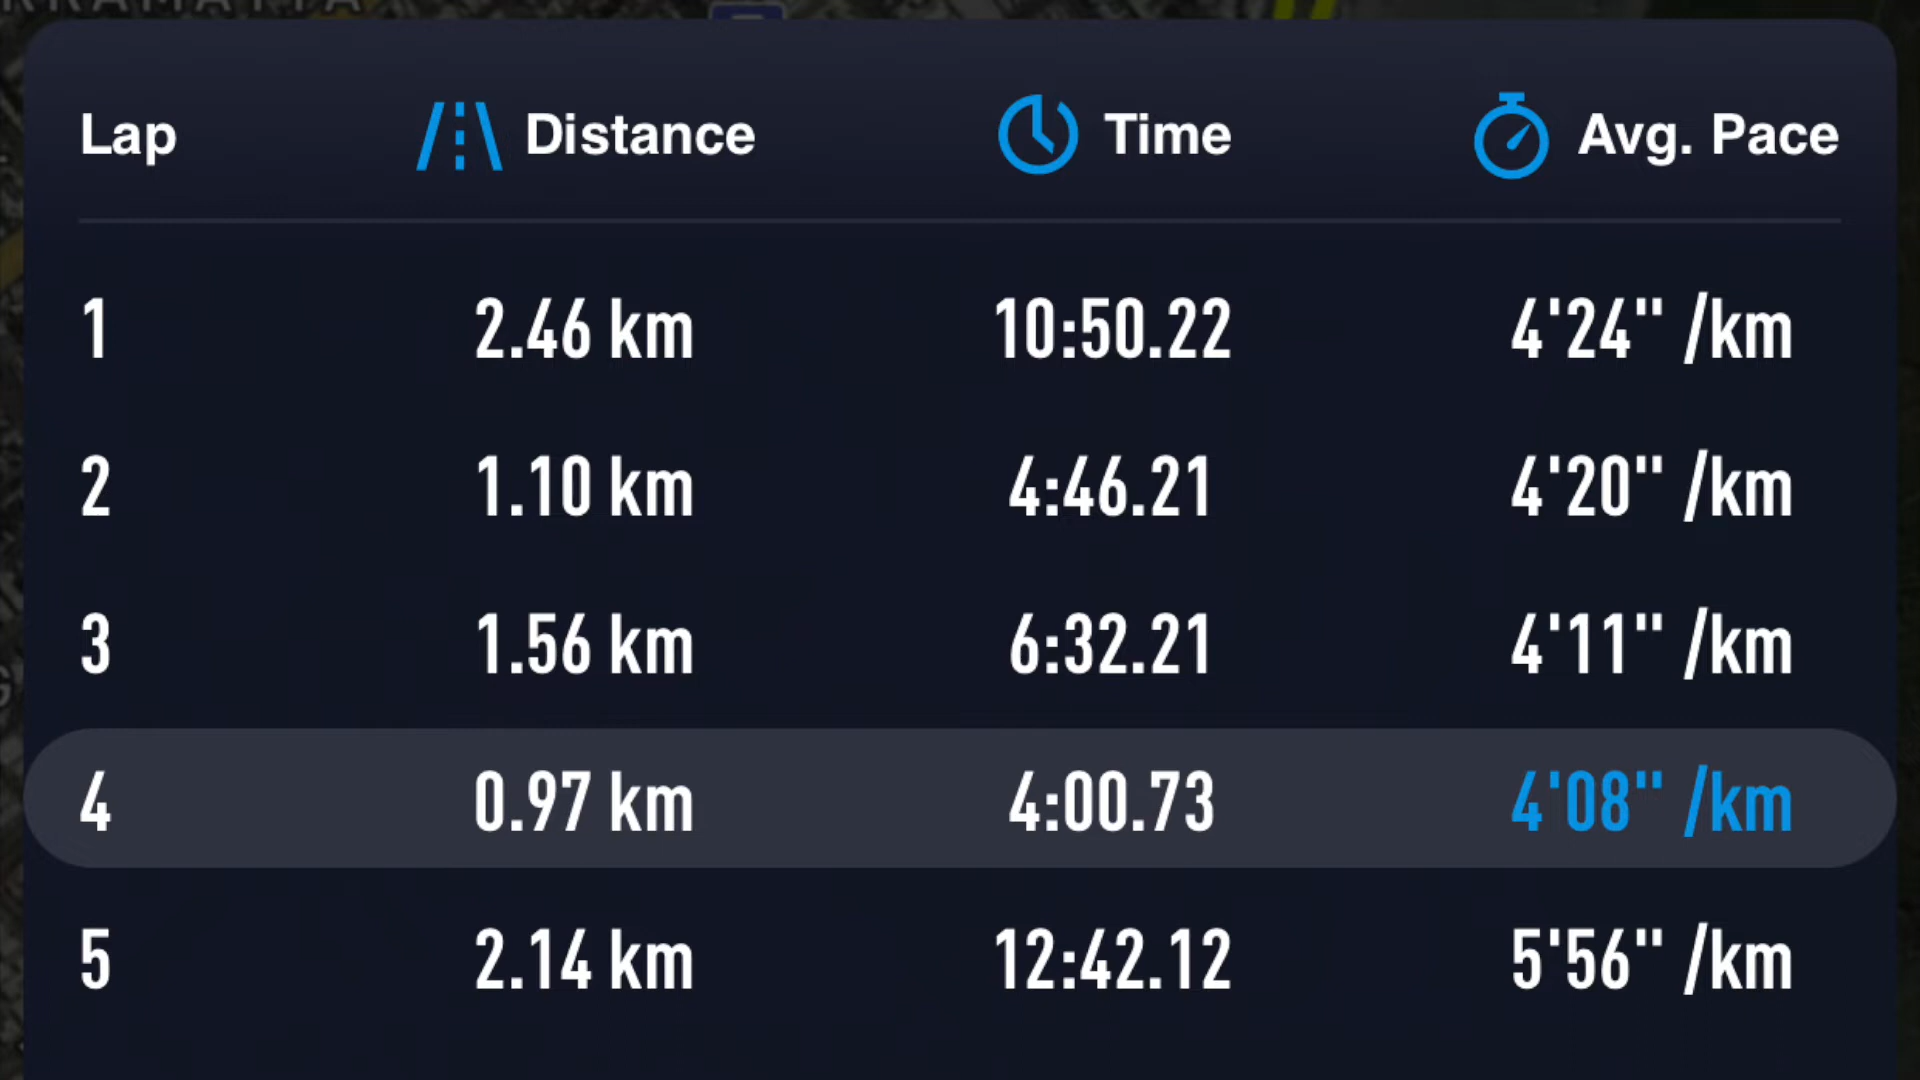 Lap Distance Time Avg. Pace
1 2.46 km 10:50.22 4'24" /km
2 1.10 km 4:46.21 4'20" /km
3 1.56 km 6:32.21 4'11" /km
4 0.97 km 4:00.73 4'08" /km
5 2.14 km 12:42.12 5'56" /km